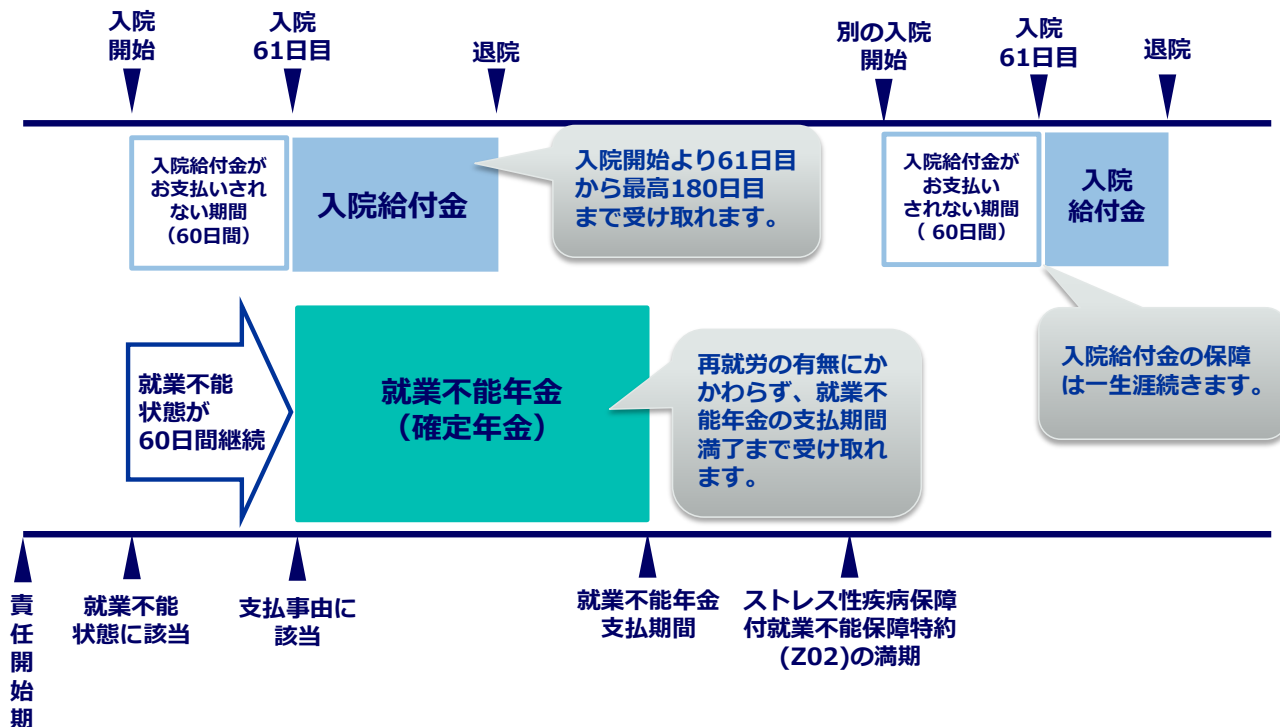 入院
開始
入院
61日目
退院
別の入院
開始
入院
61日目
退院
入院給付金が
お支払いされ
ない期間
（60日間）
入院給付金
入院開始より61日目
から最高180日目
まで受け取れます。
入院給付金が
お支払い
されない期間
（ 60日間）
入院
給付金
入院給付金の保障
は一生涯続きます。
就業不能
状態が
60日間継続
就業不能年金
（確定年金）
再就労の有無にか
かわらず、就業不
能年金の支払期間
満了まで受け取れ
ます。
責
任
開
始
期
就業不能
状態に該当
支払事由に
該当
就業不能年金
支払期間
ストレス性疾病保障
付就業不能保障特約
(Z02)の満期